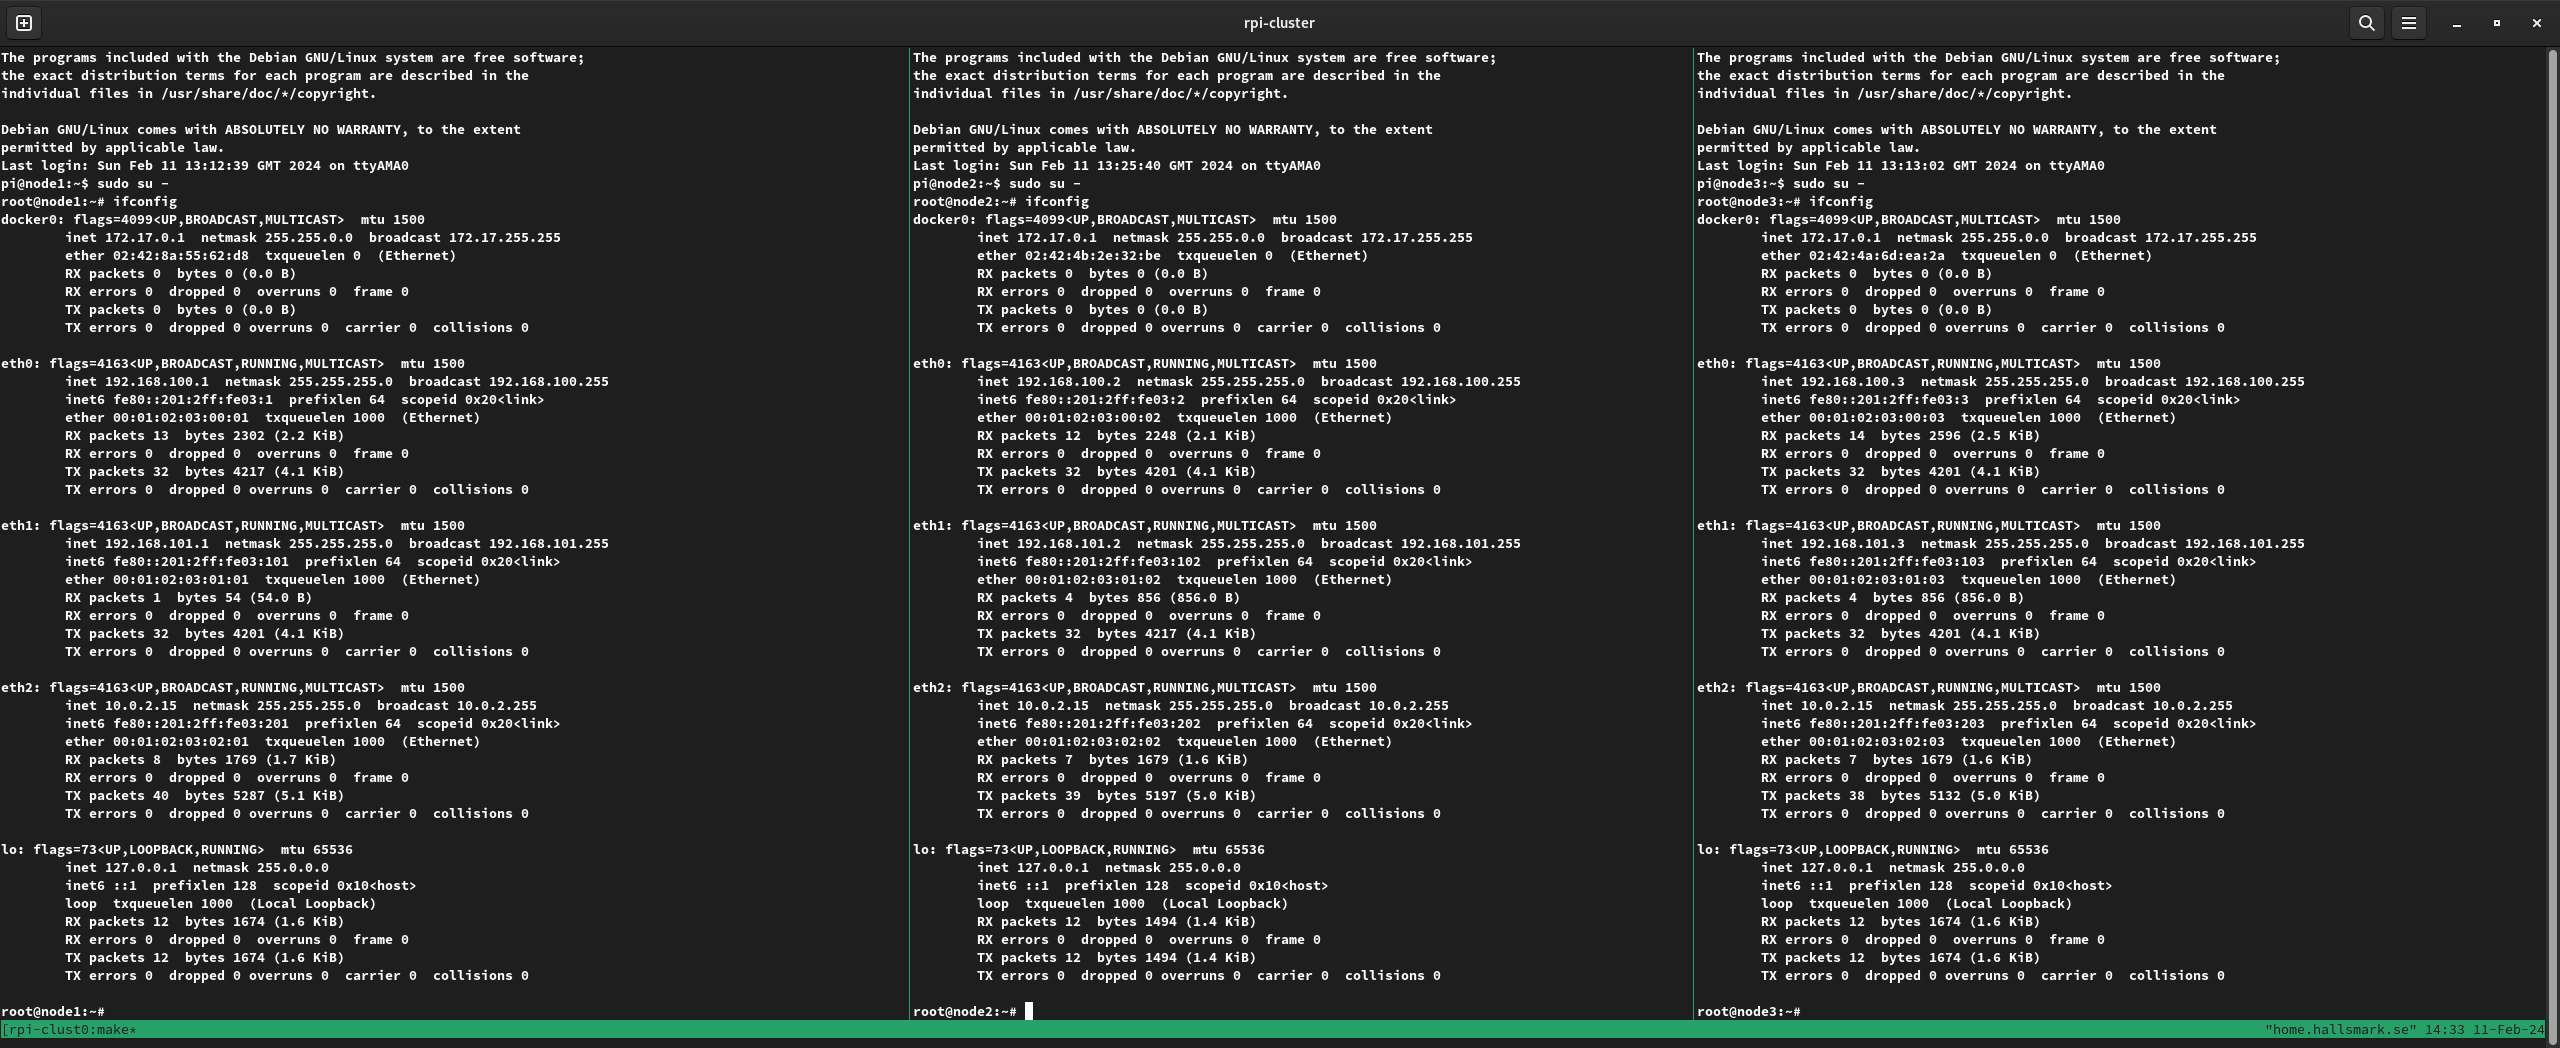 rpi-cluster
The programs included with the Debian GNU/Linux system are free software;
the exact distribution terms for each program are described in the
individual files in /usr/share/doc/*/copyright.
Debian GNU/Linux comes with ABSOLUTELY NO WARRANTY, to the extent
permitted by applicable law.
Last login: Sun Feb 11 13:12:39 GMT 2024 on ttyAMA0
pi@node1:~$ sudo su -
root@node1:~# ifconfig
docker0: flags=4099<UP,BROADCAST,MULTICAST>  mtu 1500
        inet 172.17.0.1  netmask 255.255.0.0  broadcast 172.17.255.255
        ether 02:42:8a:55:62:d8  txqueuelen 0  (Ethernet)
        RX packets 0  bytes 0 (0.0 B)
        RX errors 0  dropped 0  overruns 0  frame 0
        TX packets 0  bytes 0 (0.0 B)
        TX errors 0  dropped 0 overruns 0  carrier 0  collisions 0
eth0: flags=4163<UP,BROADCAST,RUNNING,MULTICAST>  mtu 1500
        inet 192.168.100.1  netmask 255.255.255.0  broadcast 192.168.100.255
        inet6 fe80::201:2ff:fe03:1  prefixlen 64  scopeid 0x20<link>
        ether 00:01:02:03:00:01  txqueuelen 1000  (Ethernet)
        RX packets 13  bytes 2302 (2.2 KiB)
        RX errors 0  dropped 0  overruns 0  frame 0
        TX packets 32  bytes 4217 (4.1 KiB)
        TX errors 0  dropped 0 overruns 0  carrier 0  collisions 0
eth1: flags=4163<UP,BROADCAST,RUNNING,MULTICAST>  mtu 1500
        inet 192.168.101.1  netmask 255.255.255.0  broadcast 192.168.101.255
        inet6 fe80::201:2ff:fe03:101  prefixlen 64  scopeid 0x20<link>
        ether 00:01:02:03:01:01  txqueuelen 1000  (Ethernet)
        RX packets 1  bytes 54 (54.0 B)
        RX errors 0  dropped 0  overruns 0  frame 0
        TX packets 32  bytes 4201 (4.1 KiB)
        TX errors 0  dropped 0 overruns 0  carrier 0  collisions 0
eth2: flags=4163<UP,BROADCAST,RUNNING,MULTICAST>  mtu 1500
        inet 10.0.2.15  netmask 255.255.255.0  broadcast 10.0.2.255
        inet6 fe80::201:2ff:fe03:201  prefixlen 64  scopeid 0x20<link>
        ether 00:01:02:03:02:01  txqueuelen 1000  (Ethernet)
        RX packets 8  bytes 1769 (1.7 KiB)
        RX errors 0  dropped 0  overruns 0  frame 0
        TX packets 40  bytes 5287 (5.1 KiB)
        TX errors 0  dropped 0 overruns 0  carrier 0  collisions 0
lo: flags=73<UP,LOOPBACK,RUNNING>  mtu 65536
        inet 127.0.0.1  netmask 255.0.0.0
        inet6 ::1  prefixlen 128  scopeid 0x10<host>
        loop  txqueuelen 1000  (Local Loopback)
        RX packets 12  bytes 1674 (1.6 KiB)
        RX errors 0  dropped 0  overruns 0  frame 0
        TX packets 12  bytes 1674 (1.6 KiB)
        TX errors 0  dropped 0 overruns 0  carrier 0  collisions 0
root@node1:~#
The programs included with the Debian GNU/Linux system are free software;
the exact distribution terms for each program are described in the
individual files in /usr/share/doc/*/copyright.
Debian GNU/Linux comes with ABSOLUTELY NO WARRANTY, to the extent
permitted by applicable law.
Last login: Sun Feb 11 13:25:40 GMT 2024 on ttyAMA0
pi@node2:~$ sudo su -
root@node2:~# ifconfig
docker0: flags=4099<UP,BROADCAST,MULTICAST>  mtu 1500
        inet 172.17.0.1  netmask 255.255.0.0  broadcast 172.17.255.255
        ether 02:42:4b:2e:32:be  txqueuelen 0  (Ethernet)
        RX packets 0  bytes 0 (0.0 B)
        RX errors 0  dropped 0  overruns 0  frame 0
        TX packets 0  bytes 0 (0.0 B)
        TX errors 0  dropped 0 overruns 0  carrier 0  collisions 0
eth0: flags=4163<UP,BROADCAST,RUNNING,MULTICAST>  mtu 1500
        inet 192.168.100.2  netmask 255.255.255.0  broadcast 192.168.100.255
        inet6 fe80::201:2ff:fe03:2  prefixlen 64  scopeid 0x20<link>
        ether 00:01:02:03:00:02  txqueuelen 1000  (Ethernet)
        RX packets 12  bytes 2248 (2.1 KiB)
        RX errors 0  dropped 0  overruns 0  frame 0
        TX packets 32  bytes 4201 (4.1 KiB)
        TX errors 0  dropped 0 overruns 0  carrier 0  collisions 0
eth1: flags=4163<UP,BROADCAST,RUNNING,MULTICAST>  mtu 1500
        inet 192.168.101.2  netmask 255.255.255.0  broadcast 192.168.101.255
        inet6 fe80::201:2ff:fe03:102  prefixlen 64  scopeid 0x20<link>
        ether 00:01:02:03:01:02  txqueuelen 1000  (Ethernet)
        RX packets 4  bytes 856 (856.0 B)
        RX errors 0  dropped 0  overruns 0  frame 0
        TX packets 32  bytes 4217 (4.1 KiB)
        TX errors 0  dropped 0 overruns 0  carrier 0  collisions 0
eth2: flags=4163<UP,BROADCAST,RUNNING,MULTICAST>  mtu 1500
        inet 10.0.2.15  netmask 255.255.255.0  broadcast 10.0.2.255
        inet6 fe80::201:2ff:fe03:202  prefixlen 64  scopeid 0x20<link>
        ether 00:01:02:03:02:02  txqueuelen 1000  (Ethernet)
        RX packets 7  bytes 1679 (1.6 KiB)
        RX errors 0  dropped 0  overruns 0  frame 0
        TX packets 39  bytes 5197 (5.0 KiB)
        TX errors 0  dropped 0 overruns 0  carrier 0  collisions 0
lo: flags=73<UP,LOOPBACK,RUNNING>  mtu 65536
        inet 127.0.0.1  netmask 255.0.0.0
        inet6 ::1  prefixlen 128  scopeid 0x10<host>
        loop  txqueuelen 1000  (Local Loopback)
        RX packets 12  bytes 1494 (1.4 KiB)
        RX errors 0  dropped 0  overruns 0  frame 0
        TX packets 12  bytes 1494 (1.4 KiB)
        TX errors 0  dropped 0 overruns 0  carrier 0  collisions 0
root@node2:~#
The programs included with the Debian GNU/Linux system are free software;
the exact distribution terms for each program are described in the
individual files in /usr/share/doc/*/copyright.
Debian GNU/Linux comes with ABSOLUTELY NO WARRANTY, to the extent
permitted by applicable law.
Last login: Sun Feb 11 13:13:02 GMT 2024 on ttyAMA0
pi@node3:~$ sudo su -
root@node3:~# ifconfig
docker0: flags=4099<UP,BROADCAST,MULTICAST>  mtu 1500
        inet 172.17.0.1  netmask 255.255.0.0  broadcast 172.17.255.255
        ether 02:42:4a:6d:ea:2a  txqueuelen 0  (Ethernet)
        RX packets 0  bytes 0 (0.0 B)
        RX errors 0  dropped 0  overruns 0  frame 0
        TX packets 0  bytes 0 (0.0 B)
        TX errors 0  dropped 0 overruns 0  carrier 0  collisions 0
eth0: flags=4163<UP,BROADCAST,RUNNING,MULTICAST>  mtu 1500
        inet 192.168.100.3  netmask 255.255.255.0  broadcast 192.168.100.255
        inet6 fe80::201:2ff:fe03:3  prefixlen 64  scopeid 0x20<link>
        ether 00:01:02:03:00:03  txqueuelen 1000  (Ethernet)
        RX packets 14  bytes 2596 (2.5 KiB)
        RX errors 0  dropped 0  overruns 0  frame 0
        TX packets 32  bytes 4201 (4.1 KiB)
        TX errors 0  dropped 0 overruns 0  carrier 0  collisions 0
eth1: flags=4163<UP,BROADCAST,RUNNING,MULTICAST>  mtu 1500
        inet 192.168.101.3  netmask 255.255.255.0  broadcast 192.168.101.255
        inet6 fe80::201:2ff:fe03:103  prefixlen 64  scopeid 0x20<link>
        ether 00:01:02:03:01:03  txqueuelen 1000  (Ethernet)
        RX packets 4  bytes 856 (856.0 B)
        RX errors 0  dropped 0  overruns 0  frame 0
        TX packets 32  bytes 4201 (4.1 KiB)
        TX errors 0  dropped 0 overruns 0  carrier 0  collisions 0
eth2: flags=4163<UP,BROADCAST,RUNNING,MULTICAST>  mtu 1500
        inet 10.0.2.15  netmask 255.255.255.0  broadcast 10.0.2.255
        inet6 fe80::201:2ff:fe03:203  prefixlen 64  scopeid 0x20<link>
        ether 00:01:02:03:02:03  txqueuelen 1000  (Ethernet)
        RX packets 7  bytes 1679 (1.6 KiB)
        RX errors 0  dropped 0  overruns 0  frame 0
        TX packets 38  bytes 5132 (5.0 KiB)
        TX errors 0  dropped 0 overruns 0  carrier 0  collisions 0
lo: flags=73<UP,LOOPBACK,RUNNING>  mtu 65536
        inet 127.0.0.1  netmask 255.0.0.0
        inet6 ::1  prefixlen 128  scopeid 0x10<host>
        loop  txqueuelen 1000  (Local Loopback)
        RX packets 12  bytes 1674 (1.6 KiB)
        RX errors 0  dropped 0  overruns 0  frame 0
        TX packets 12  bytes 1674 (1.6 KiB)
        TX errors 0  dropped 0 overruns 0  carrier 0  collisions 0
root@node3:~#
[rpi-clust0:make* "home.hallsmark.se" 14:33 11-Feb-24